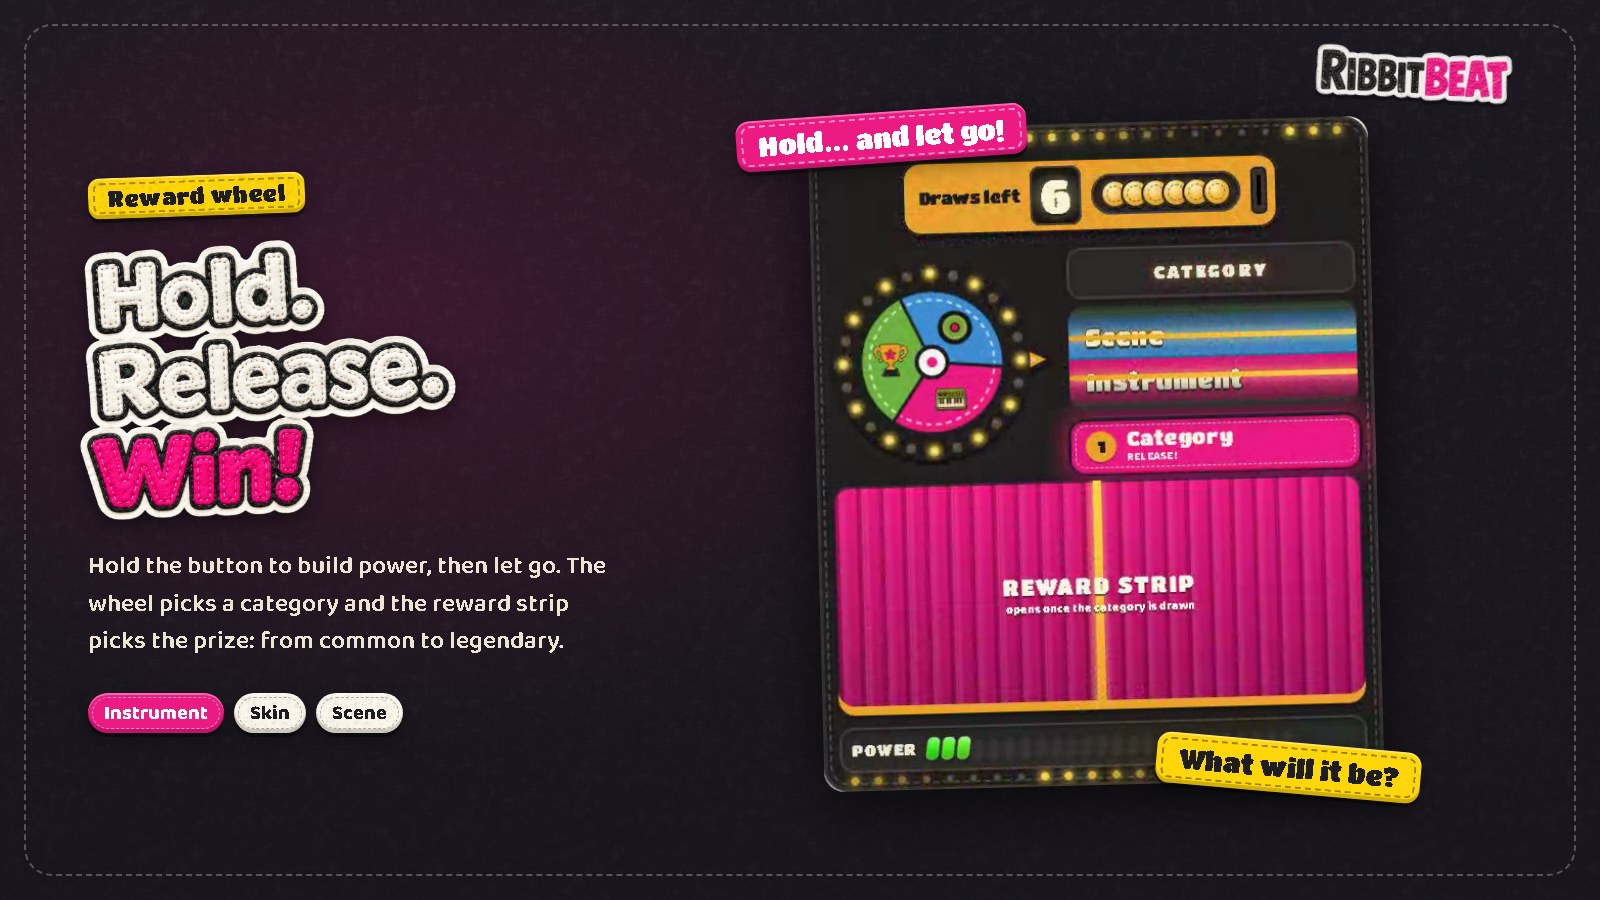 RIBBITBEAT
Hold... and let go!
Reward wheel
Hold.
Release.
Win!
Hold the button to build power, then let go. The
wheel picks a category and the reward strip
picks the prize: from common to legendary.
Instrument
Skin
Scene
Draws left
6
CATEGORY
Scene
Instrument
1
Category
RELEASE!
REWARD STRIP
opens once the category is drawn
POWER
What will it be?